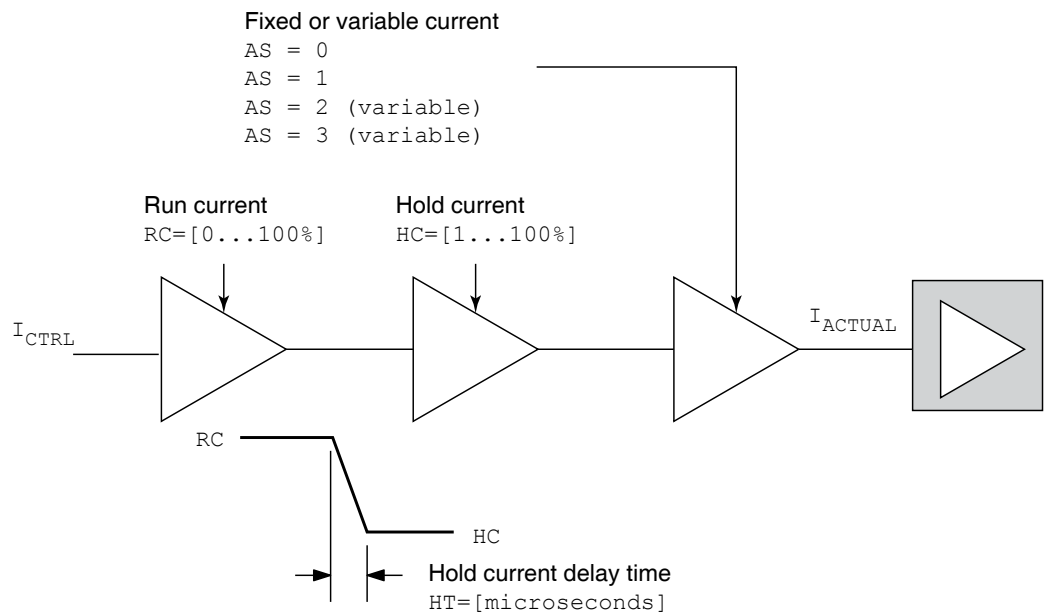 Fixed or variable current
AS = 0
AS = 1
AS = 2 (variable)
AS = 3 (variable)
Run current
RC=[0...100%]
Hold current
HC=[1...100%]
ICTRL
IACTUAL
RC
HC
Hold current delay time
HT=[microseconds]